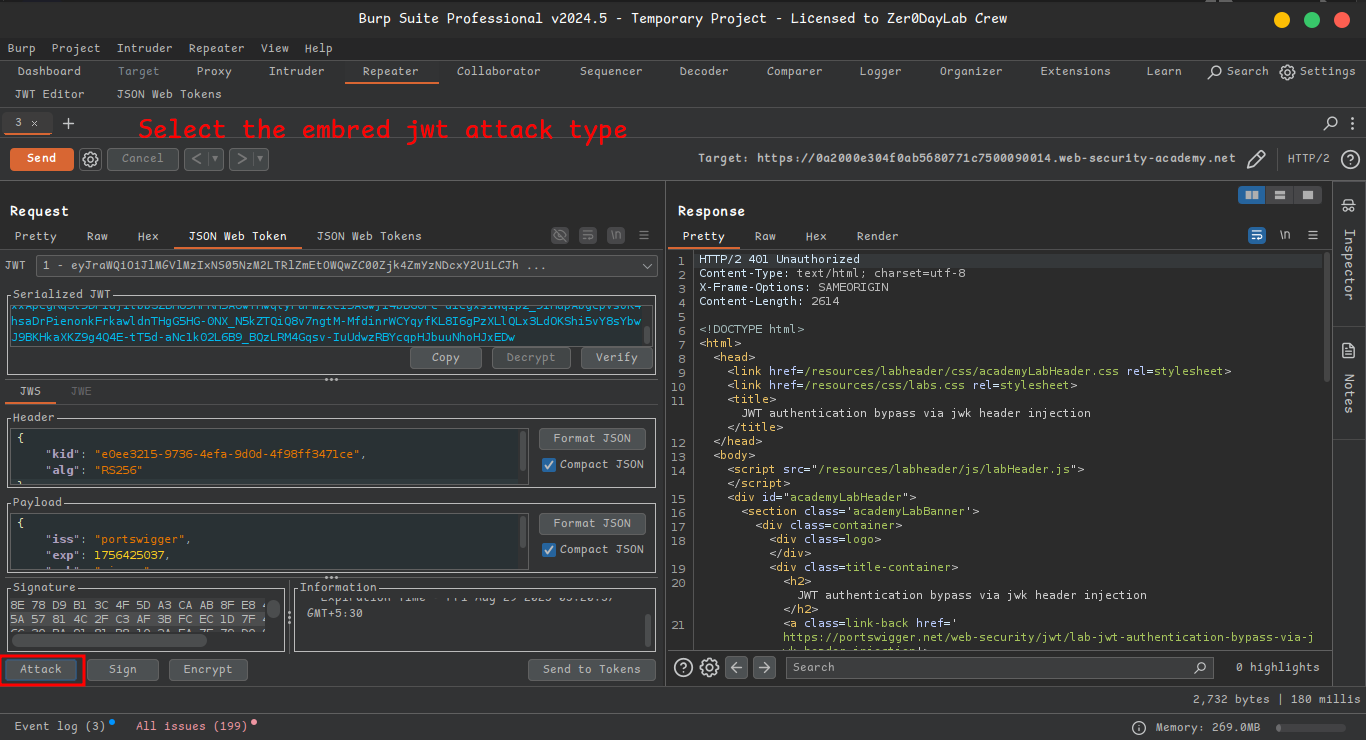 Burp Suite Professional v2024.5 - Temporary Project - Licensed to Zer0DayLab Crew
Burp Project Intruder Repeater View Help
Dashboard Target Proxy Intruder Repeater Collaborator Sequencer Decoder Comparer Logger Organizer Extensions Learn Search Settings
JWT Editor JSON Web Tokens
3 × +
Select the embred jwt attack type
Send Cancel < > Target: https://0a2000e304f0ab5680771c7500090014.web-security-academy.net HTTP/2
Request
Pretty Raw Hex JSON Web Token JSON Web Tokens \n
JWT 1 - eyJraWQiOiJlMGVlMzIxNS05NzM2LTRlZmEtOWQwZC00Zjk4ZmYzNDcxY2UiLCJh ...
Serialized JWT
hsaDrPienonkFrkawldnTHgG5HG-0NX_N5kZTQiQ8v7ngtM-MfdinrWCYqyfKL8I6gPzXLlQLx3LdOKShi5vY8sYbw
J9BKHkaXKZ9g4Q4E-tT5d-aNc1kO2L6B9_BQzLRM4Gqsv-IuUdwzRBYcqpHJbuuNhoHJxEDw
Copy Decrypt Verify
JWS JWE
Header
{
"kid": "e0ee3215-9736-4efa-9d0d-4f98ff3471ce",
"alg": "RS256"
Format JSON
Compact JSON
Payload
{
"iss": "portswigger",
"exp": 1756425037,
Format JSON
Compact JSON
Signature
8E 78 D9 B1 3C 4F 5D A3 CA AB 8F E8
5A 57 81 4C 2F C3 AF 3B FC EC 1D 7F
Information
GMT+5:30
Attack Sign Encrypt Send to Tokens
Response
Pretty Raw Hex Render \n
1 HTTP/2 401 Unauthorized
2 Content-Type: text/html; charset=utf-8
3 X-Frame-Options: SAMEORIGIN
4 Content-Length: 2614
5
6 <!DOCTYPE html>
7 <html>
8 <head>
9 <link href=/resources/labheader/css/academyLabHeader.css rel=stylesheet>
10 <link href=/resources/css/labs.css rel=stylesheet>
11 <title>
JWT authentication bypass via jwk header injection
</title>
12 </head>
13 <body>
14 <script src="/resources/labheader/js/labHeader.js">
</script>
15 <div id="academyLabHeader">
16 <section class='academyLabBanner'>
17 <div class=container>
18 <div class=logo>
</div>
19 <div class=title-container>
20 <h2>
JWT authentication bypass via jwk header injection
</h2>
21 <a class=link-back href='
https://portswigger.net/web-security/jwt/lab-jwt-authentication-bypass-via-j
Search 0 highlights
2,732 bytes | 180 millis
Inspector
Notes
Event log (3) All issues (199) Memory: 269.0MB